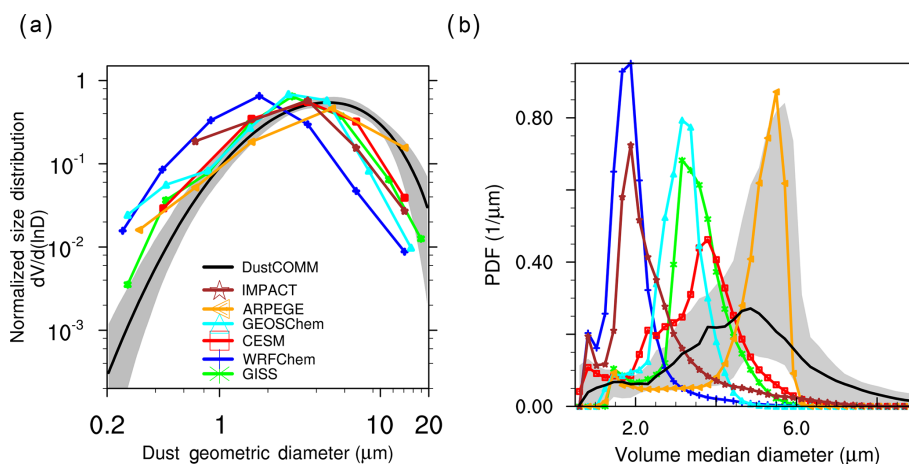 (a)
Normalized size distribution
dV/d(lnD)
1
10-1
10-2
10-3
DustCOMM
IMPACT
ARPEGE
GEOSChem
CESM
WRFChem
GISS
0.2
1
10
20
Dust geometric diameter (μm)
(b)
PDF (1/μm)
0.80
0.40
0.00
2.0
6.0
Volume median diameter (μm)